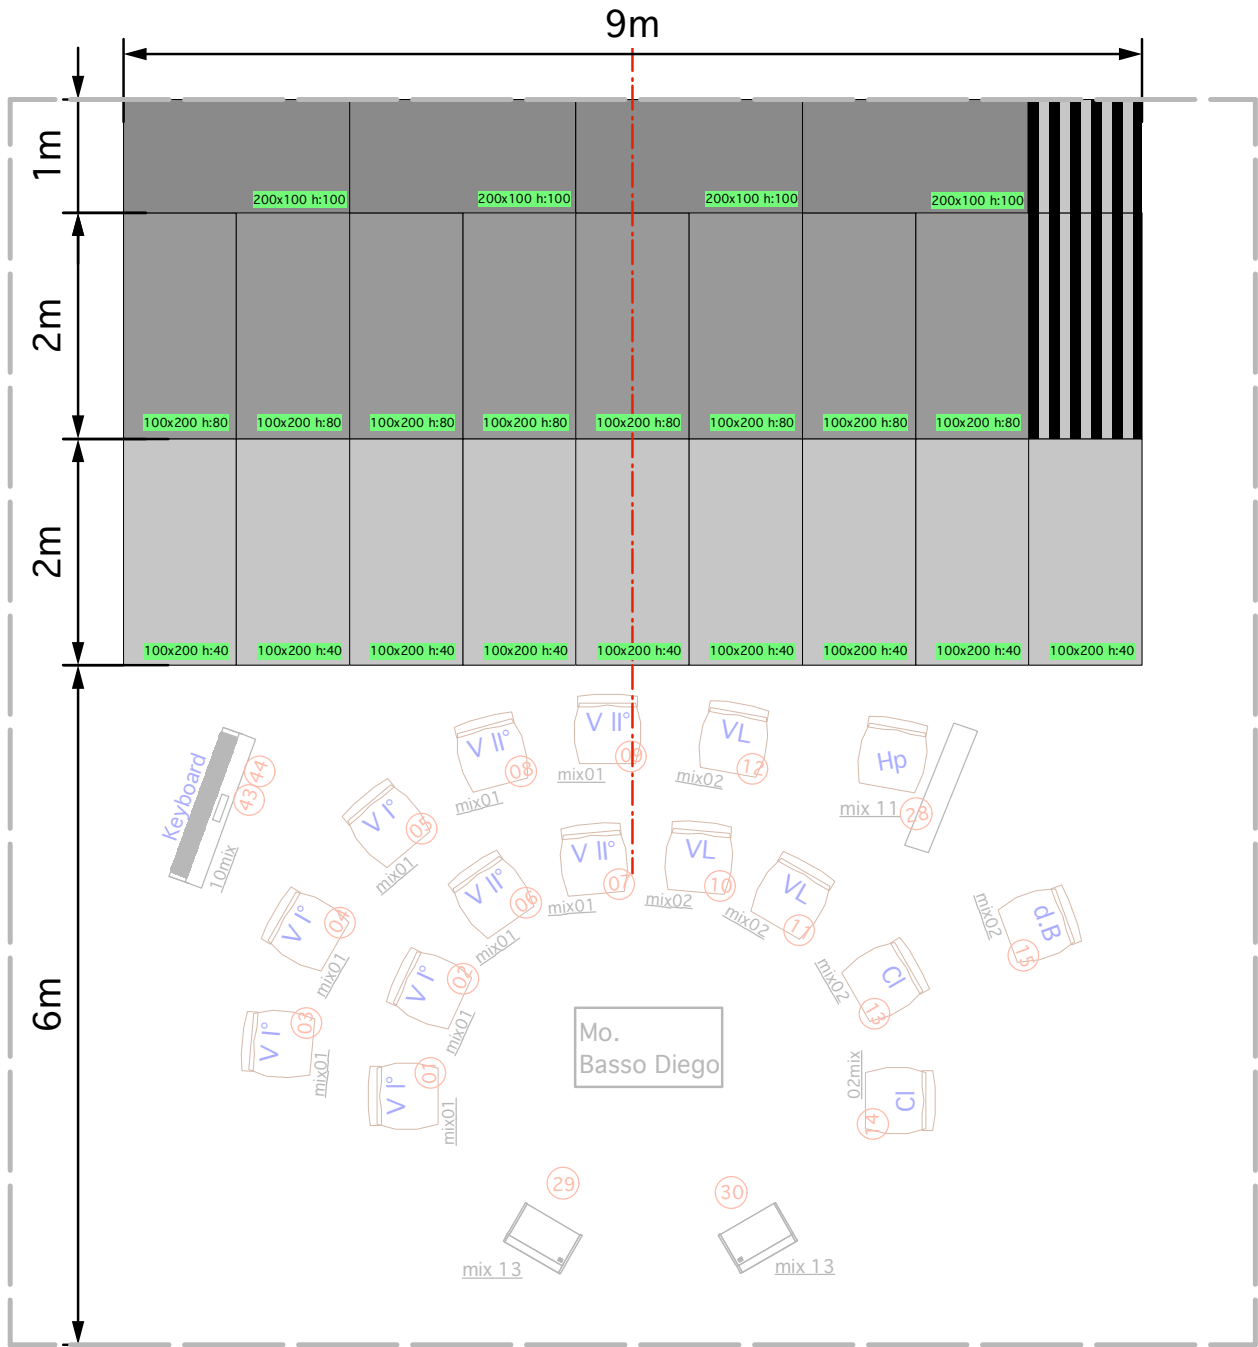 9m
1m
200x100 h:100
200x100 h:100
200x100 h:100
200x100 h:100
2m
100x200 h:80
100x200 h:80
100x200 h:80
100x200 h:80
100x200 h:80
100x200 h:80
100x200 h:80
100x200 h:80
2m
100x200 h:40
100x200 h:40
100x200 h:40
100x200 h:40
100x200 h:40
100x200 h:40
100x200 h:40
100x200 h:40
100x200 h:40
6m
Keyboard
44
43
10mix
V I°
05
mix01
V II°
08
mix01
V II°
09
mix01
VL
12
mix02
Hp
28
mix 11
V I°
04
mix01
V II°
06
mix01
V II°
07
mix01
VL
10
mix02
VL
11
mix02
d.B
15
mix02
V I°
03
mix01
V I°
02
mix01
Cl
13
mix02
V I°
01
mix01
Mo.
Basso Diego
Cl
14
02mix
29
mix 13
30
mix 13